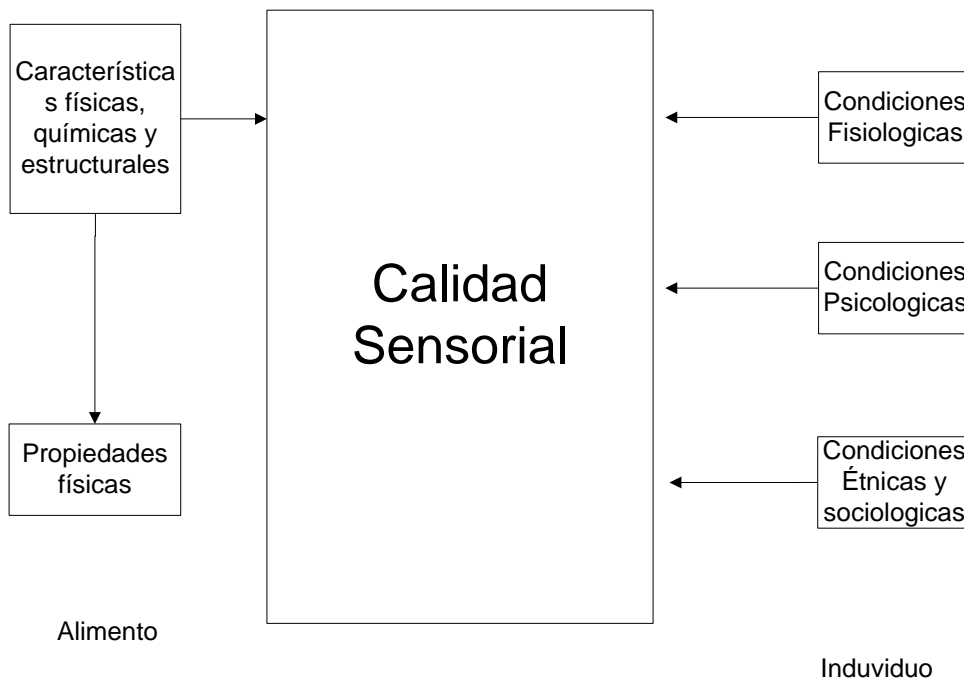 Característica
s físicas,
químicas y
estructurales
Propiedades
físicas
Alimento
Calidad
Sensorial
Condiciones
Fisiologicas
Condiciones
Psicologicas
Condiciones
Étnicas y
sociologicas
Induviduo